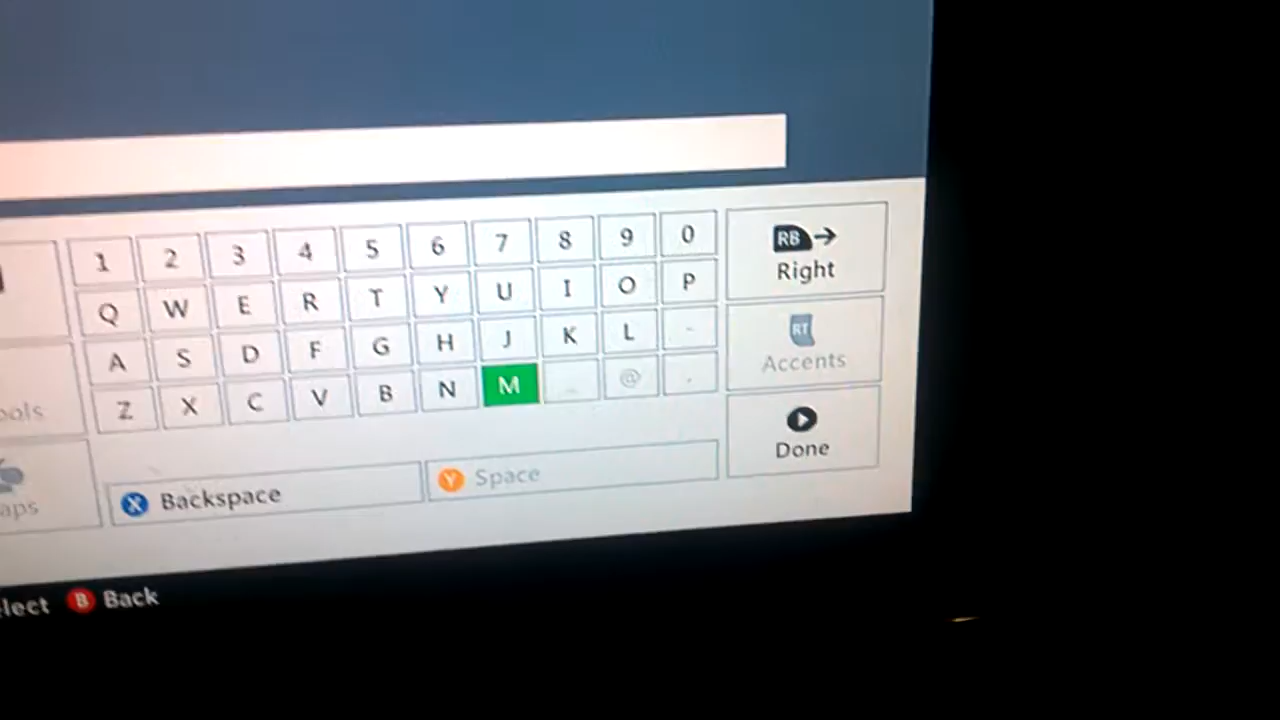 1 2 3 4 5 6 7 8 9 0
RB → Right
Q W E R T Y U I O P
A S D F G H J K L -
RT Accents
Z X C V B N M _ @ .
Done
X Backspace Y Space
B Back